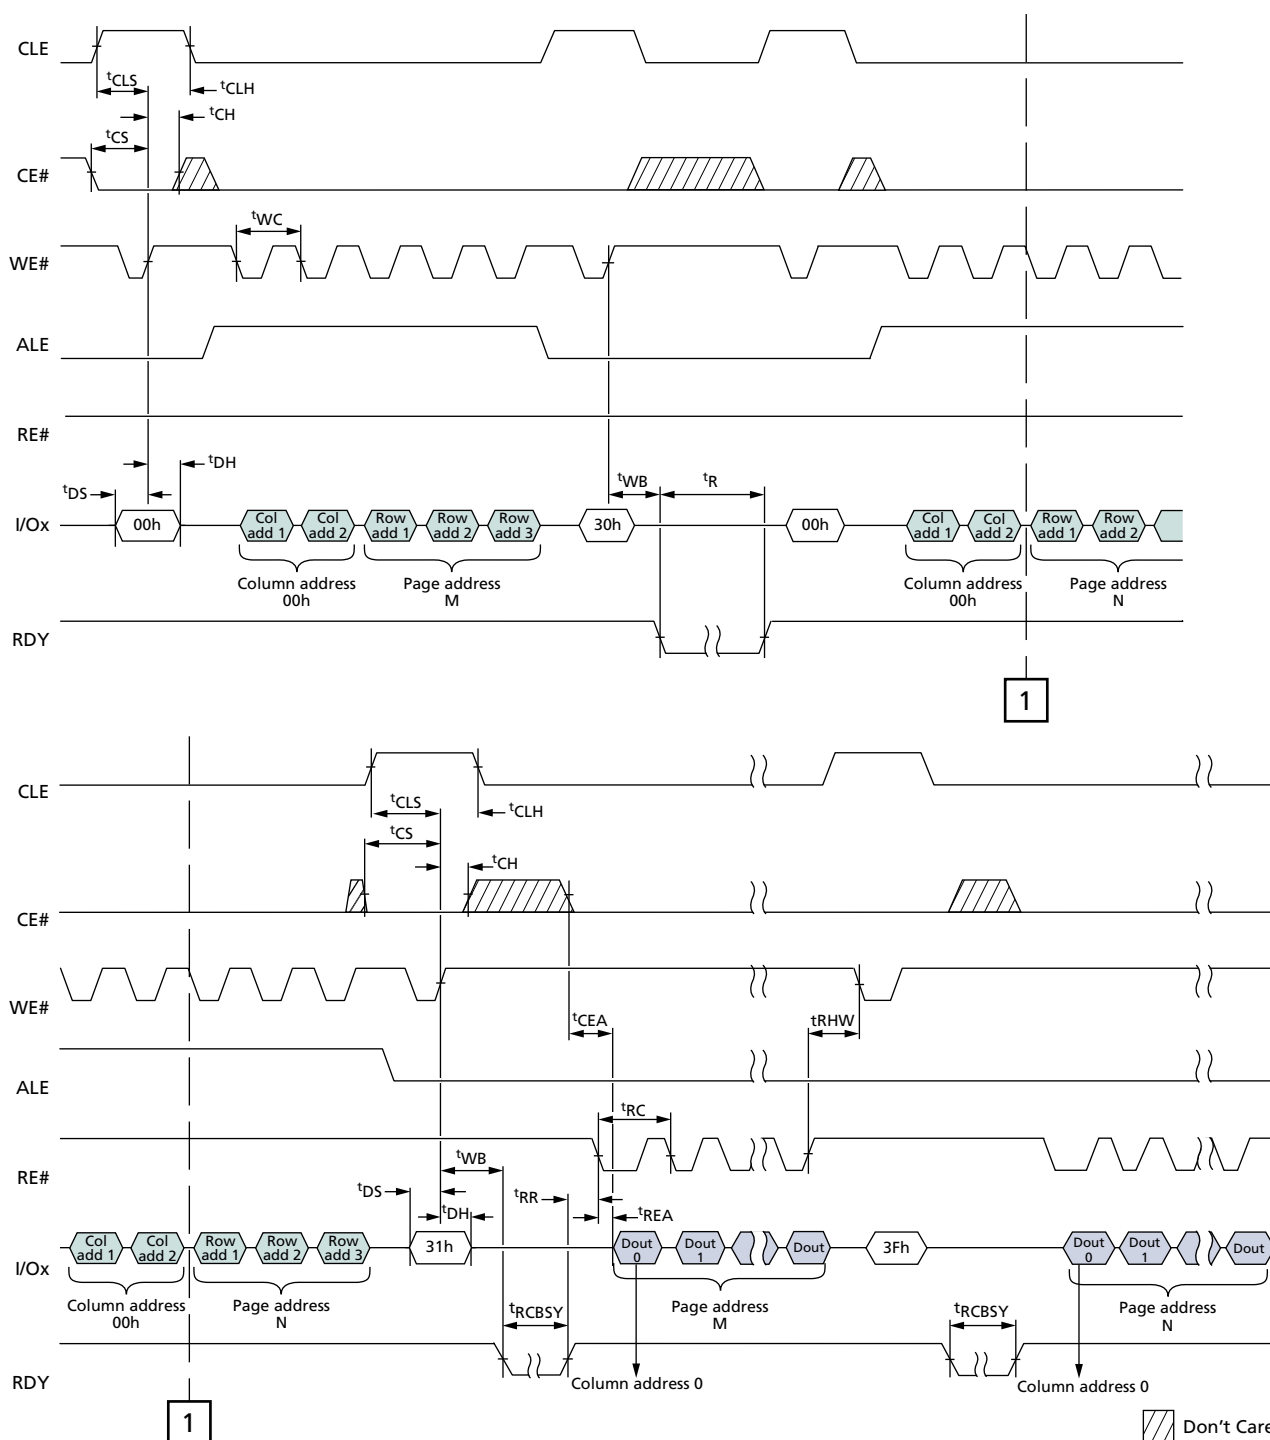 CLE
tCLS
tCLH
tCH
tCS
CE#
tWC
WE#
ALE
RE#
tDH
tDS
tWB
tR
I/Ox
00h
Col add 1
Col add 2
Row add 1
Row add 2
Row add 3
30h
00h
Col add 1
Col add 2
Row add 1
Row add 2
Column address
00h
Page address
M
Column address
00h
Page address
N
RDY
1
CLE
tCLS
tCLH
tCS
tCH
CE#
WE#
tCEA
tRHW
ALE
tRC
RE#
tWB
tDS
tRR
tDH
tREA
I/Ox
Col add 1
Col add 2
Row add 1
Row add 2
Row add 3
31h
Dout 0
Dout 1
Dout
3Fh
Dout 0
Dout 1
Dout
Column address
00h
Page address
N
Page address
M
Page address
N
tRCBSY
tRCBSY
RDY
Column address 0
Column address 0
1
Don't Care